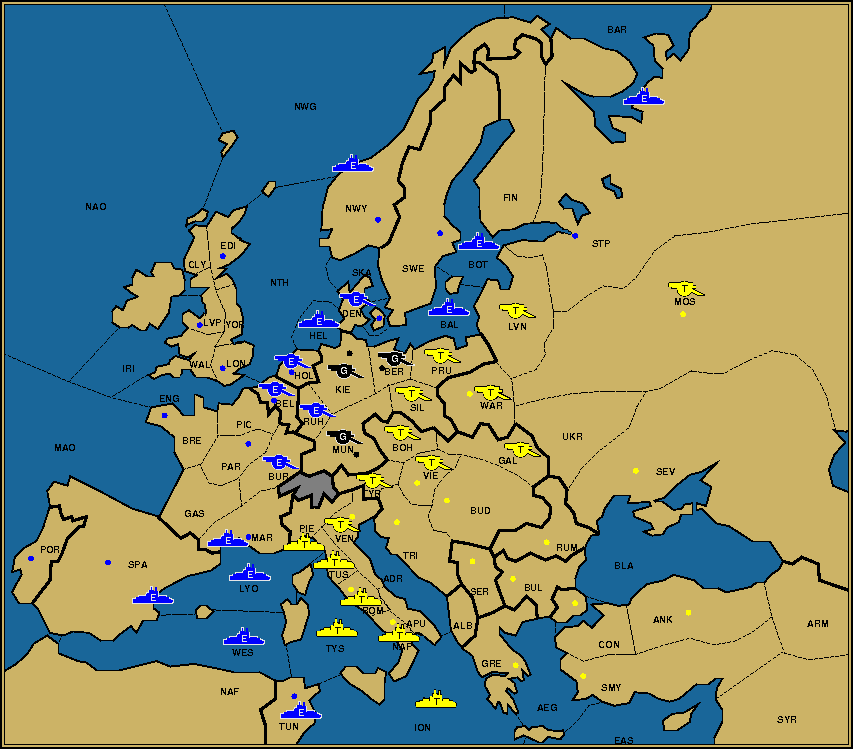 BAR
NWG
E
E
NAO
NWY
FIN
EDI
STP
CLY
E
BOT
SWE
SKA
NTH
T
MOS
E
DEN
E
BAL
T
LVN
LVP
YOR
E
HEL
IRI
WAL
LON
E
HOL
G
KIE
G
BER
T
PRU
ENG
E
BEL
T
SIL
T
WAR
E
RUH
MAO
BRE
PIC
G
MUN
T
BOH
UKR
T
GAL
PAR
E
BUR
T
VIE
SEV
T
TYR
GAS
BUD
T
VEN
PIE
T
E
MAR
POR
SPA
T
TUS
TRI
RUM
BLA
E
LYO
ADR
SER
BUL
E
T
ROM
APU
ALB
ANK
ARM
E
WES
T
TYS
T
NAP
CON
GRE
NAF
SMY
T
ION
AEG
E
TUN
SYR
EAS